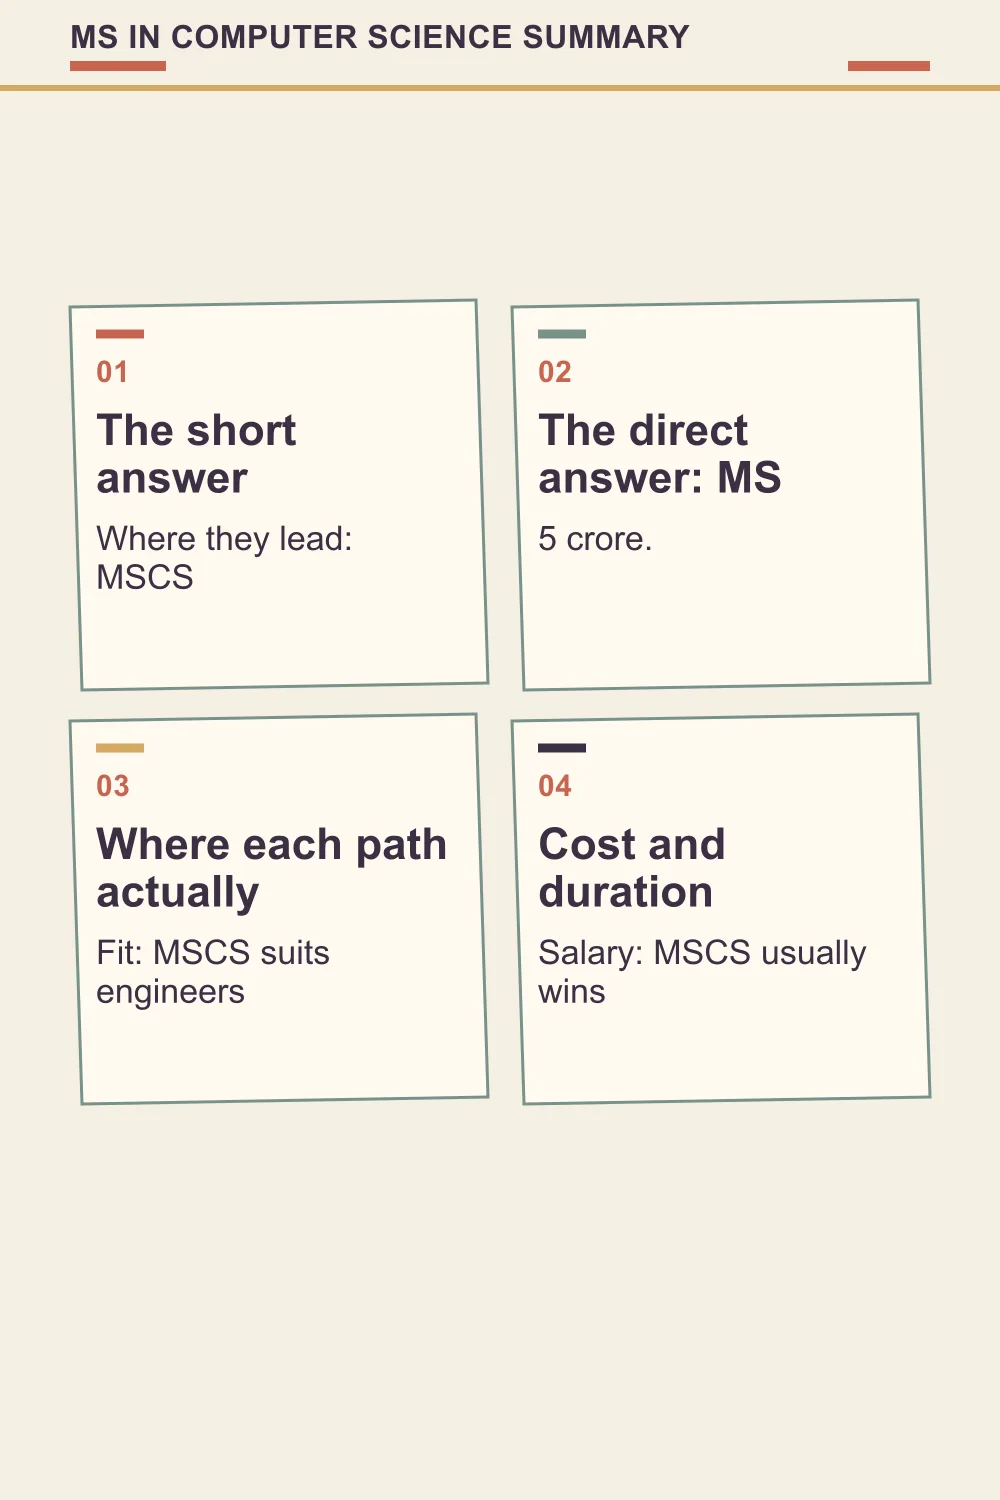 MS IN COMPUTER SCIENCE SUMMARY
01
The short
answer
Where they lead:
MSCS
02
The direct
answer: MS
5 crore.
03
Where each path
actually
Fit: MSCS suits
engineers
04
Cost and
duration
Salary: MSCS usually
wins